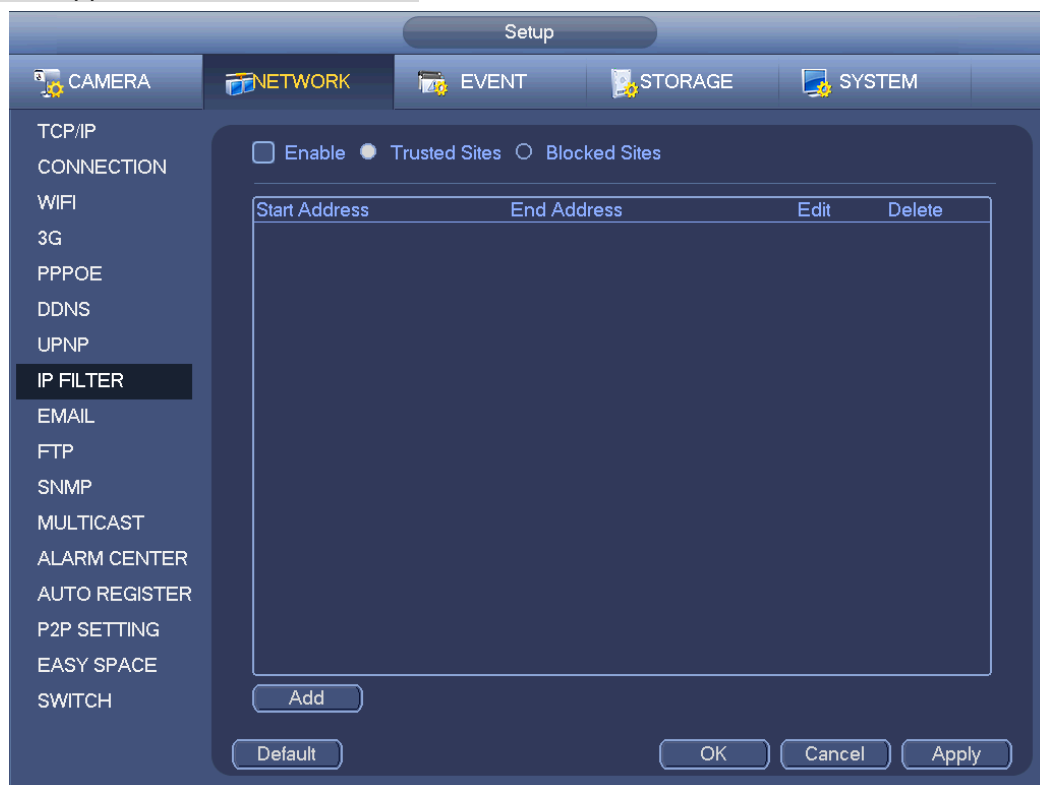 Setup
CAMERA NETWORK EVENT STORAGE SYSTEM
TCP/IP
CONNECTION
WIFI
3G
PPPOE
DDNS
UPNP
IP FILTER
EMAIL
FTP
SNMP
MULTICAST
ALARM CENTER
AUTO REGISTER
P2P SETTING
EASY SPACE
SWITCH
Enable Trusted Sites Blocked Sites
Start Address End Address Edit Delete
Add
Default OK Cancel Apply